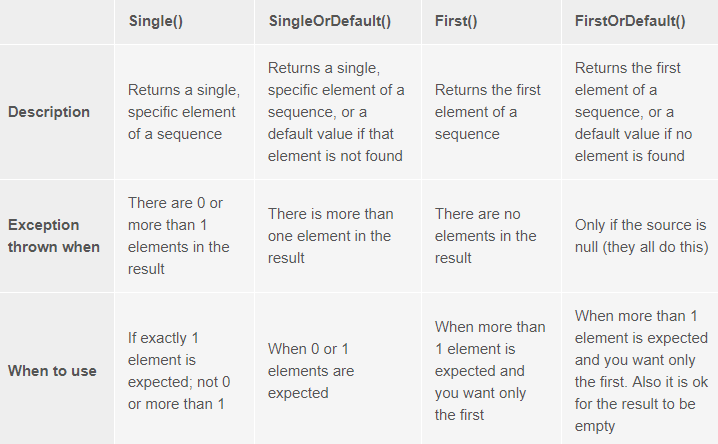 Single() SingleOrDefault() First() FirstOrDefault()
Description
Returns a single,
specific element
of a sequence
Returns a single,
specific element of a
sequence, or a
default value if that
element is not found
Returns the first
element of a
sequence
Returns the first
element of a
sequence, or a
default value if no
element is found
Exception
thrown when
There are 0 or
more than 1
elements in the
result
There is more than
one element in the
result
There are no
elements in the
result
Only if the source is
null (they all do this)
When to use
If exactly 1
element is
expected; not 0
or more than 1
When 0 or 1
elements are
expected
When more than
1 element is
expected and
you want only
the first
When more than 1
element is expected
and you want only
the first. Also it is ok
for the result to be
empty